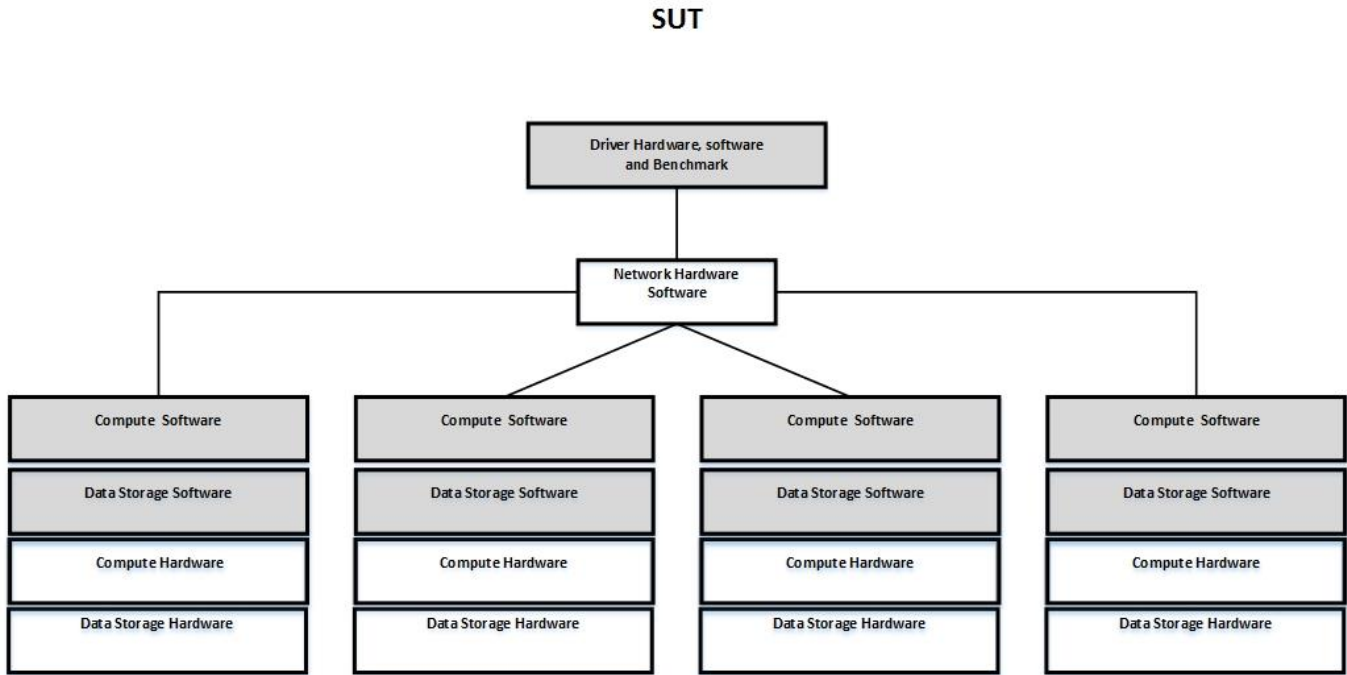 SUT
Driver Hardware, software
and Benchmark
Network Hardware
Software
Compute Software
Compute Software
Compute Software
Compute Software
Data Storage Software
Data Storage Software
Data Storage Software
Data Storage Software
Compute Hardware
Compute Hardware
Compute Hardware
Compute Hardware
Data Storage Hardware
Data Storage Hardware
Data Storage Hardware
Data Storage Hardware